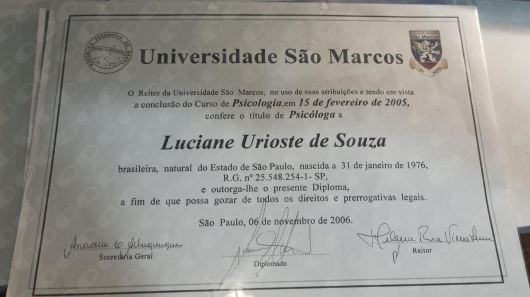 Universidade São Marcos
O Reitor da Universidade São Marcos, no uso de suas atribuições e tendo em vista
a conclusão do Curso de Psicologia,em 15 de fevereiro de 2005,
confere o título de Psicóloga a
Luciane Urioste de Souza
brasileira, natural do Estado de São Paulo, nascida a 31 de janeiro de 1976,
R.G. nº 25.548.254-1- SP,
e outorga-lhe o presente Diploma,
a fim de que possa gozar de todos os direitos e prerrogativas legais.
São Paulo, 06 de novembro de 2006.
Secretária Geral
Diplomado
Reitor